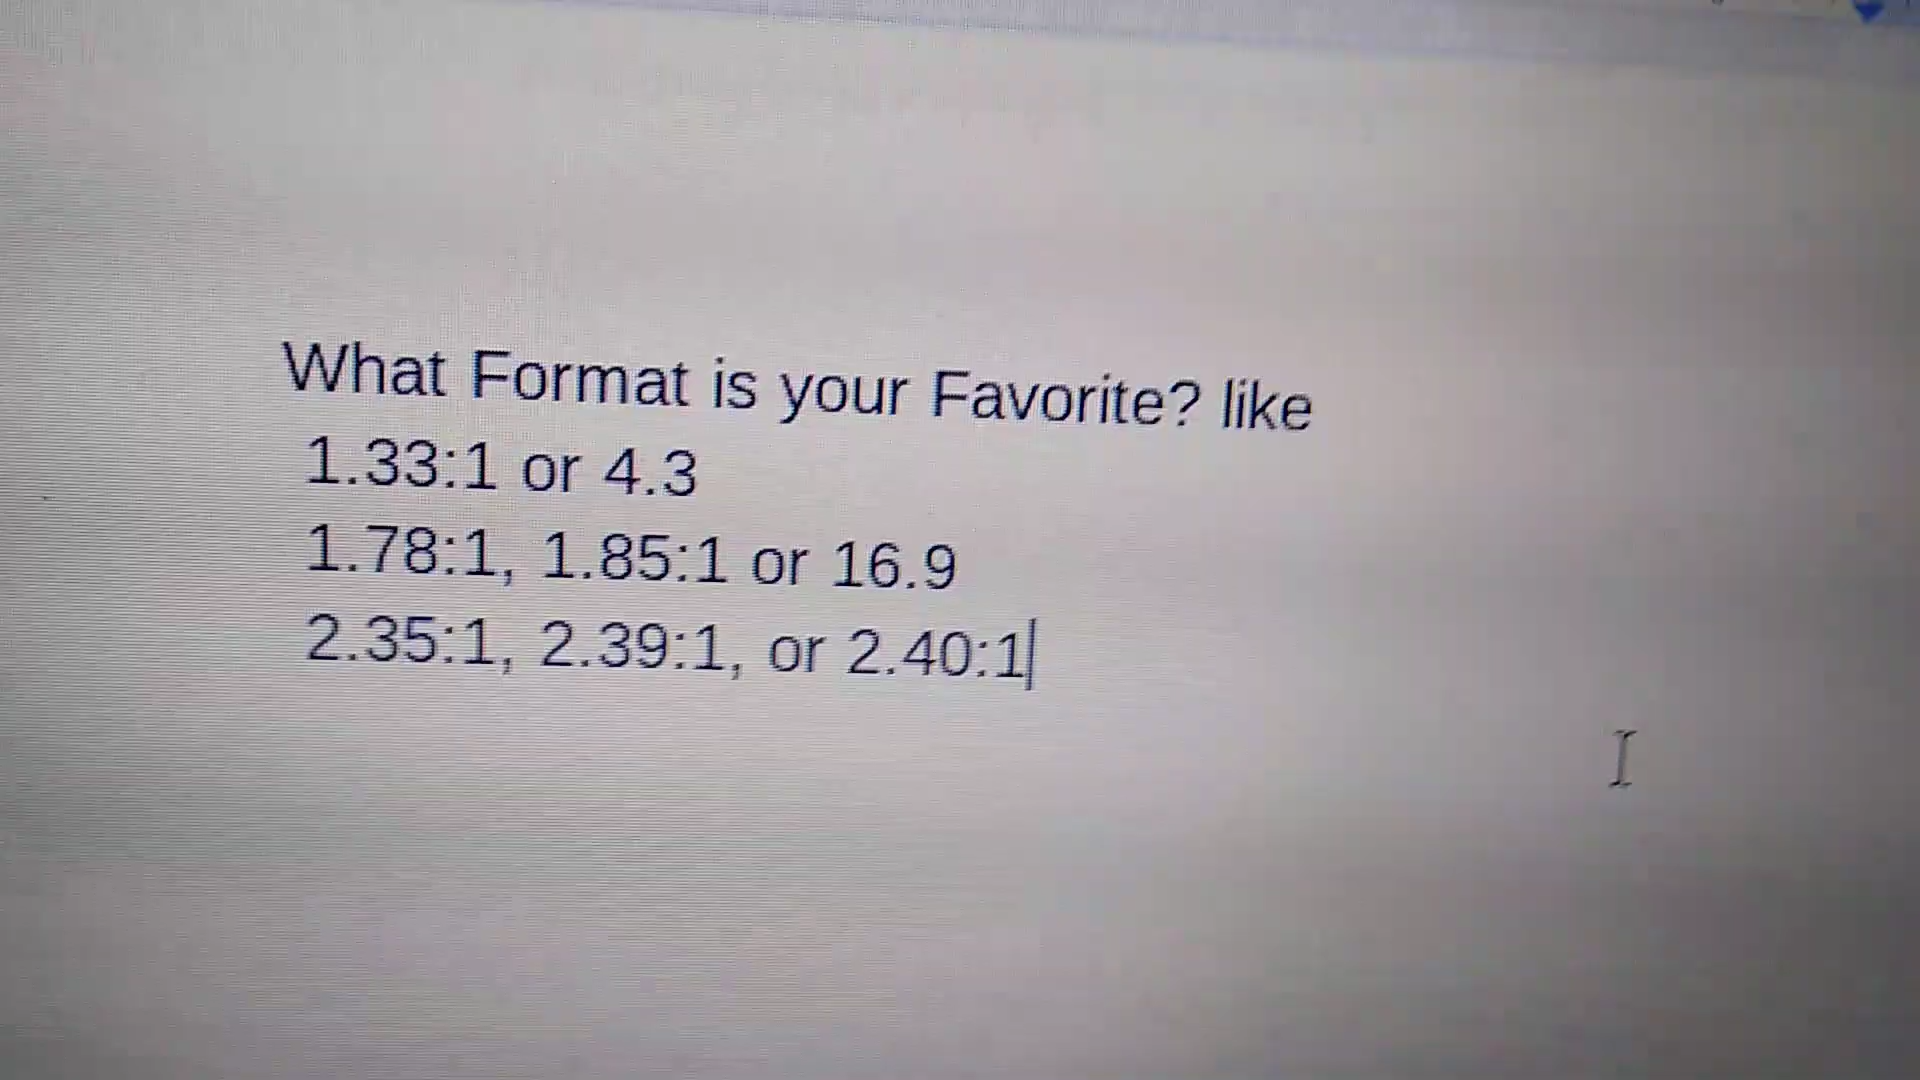 What Format is your Favorite? like
1.33:1 or 4.3
1.78:1, 1.85:1 or 16.9
2.35:1, 2.39:1, or 2.40:1